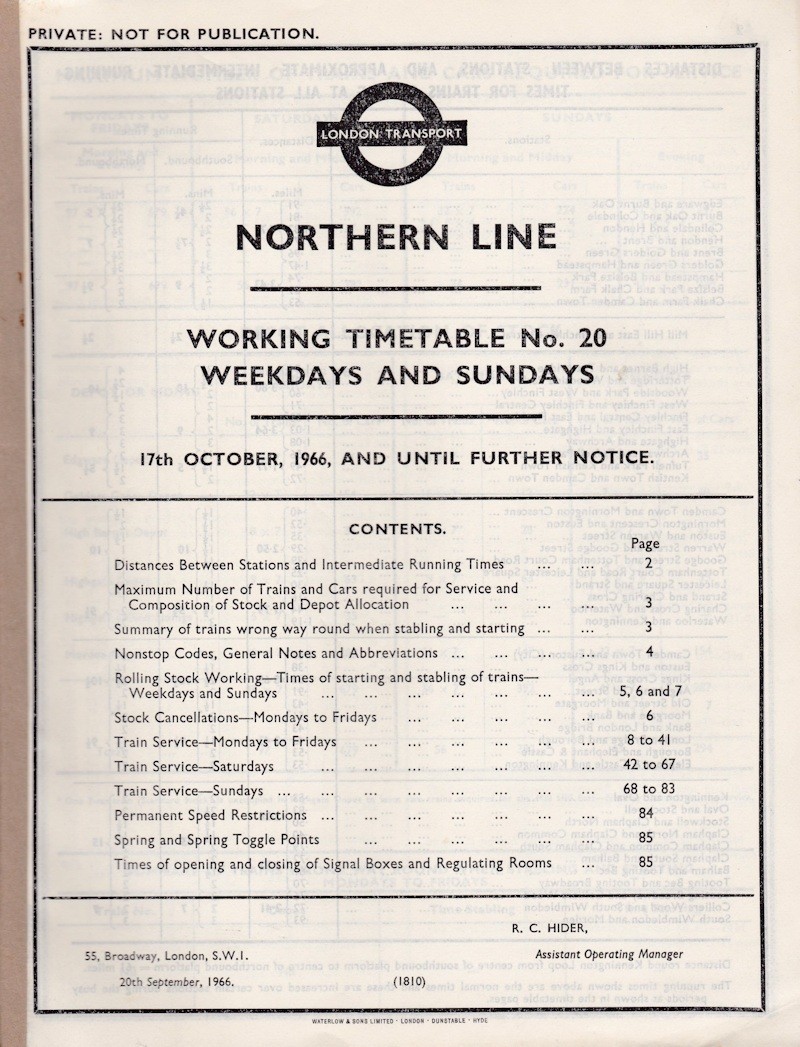 PRIVATE: NOT FOR PUBLICATION.
LONDON TRANSPORT
NORTHERN LINE
WORKING TIMETABLE No. 20
WEEKDAYS AND SUNDAYS
17th OCTOBER, 1966, AND UNTIL FURTHER NOTICE.
CONTENTS.
Page
Distances Between Stations and Intermediate Running Times ... ... 2
Maximum Number of Trains and Cars required for Service and
Composition of Stock and Depot Allocation ... ... ... ... 3
Summary of trains wrong way round when stabling and starting ... ... 3
Nonstop Codes, General Notes and Abbreviations ... ... ... ... 4
Rolling Stock Working—Times of starting and stabling of trains—
Weekdays and Sundays ... ... ... ... ... ... ... 5, 6 and 7
Stock Cancellations—Mondays to Fridays ... ... ... ... ... 6
Train Service—Mondays to Fridays ... ... ... ... ... ... 8 to 41
Train Service—Saturdays ... ... ... ... ... ... ... 42 to 67
Train Service—Sundays ... ... ... ... ... ... ... ... 68 to 83
Permanent Speed Restrictions ... ... ... ... ... ... ... 84
Spring and Spring Toggle Points ... ... ... ... ... ... 85
Times of opening and closing of Signal Boxes and Regulating Rooms ... 85
R. C. HIDER,
55, Broadway, London, S.W.1. Assistant Operating Manager
20th September, 1966. (1810)
WATERLOW & SONS LIMITED · LONDON · DUNSTABLE · HYDE